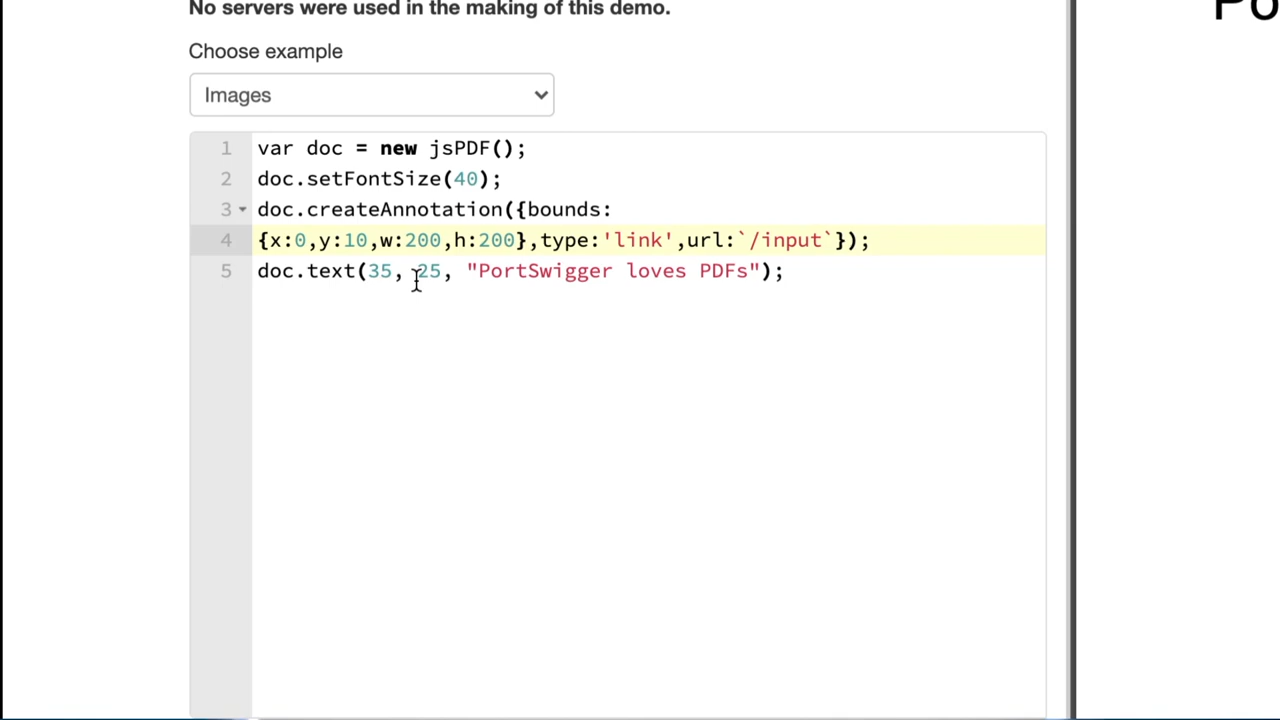 No servers were used in the making of this demo.
Choose example
Images
1 var doc = new jsPDF();
2 doc.setFontSize(40);
3 doc.createAnnotation({bounds:
4 {x:0,y:10,w:200,h:200},type:'link',url:`/input`});
5 doc.text(35, 25, "PortSwigger loves PDFs");
Po